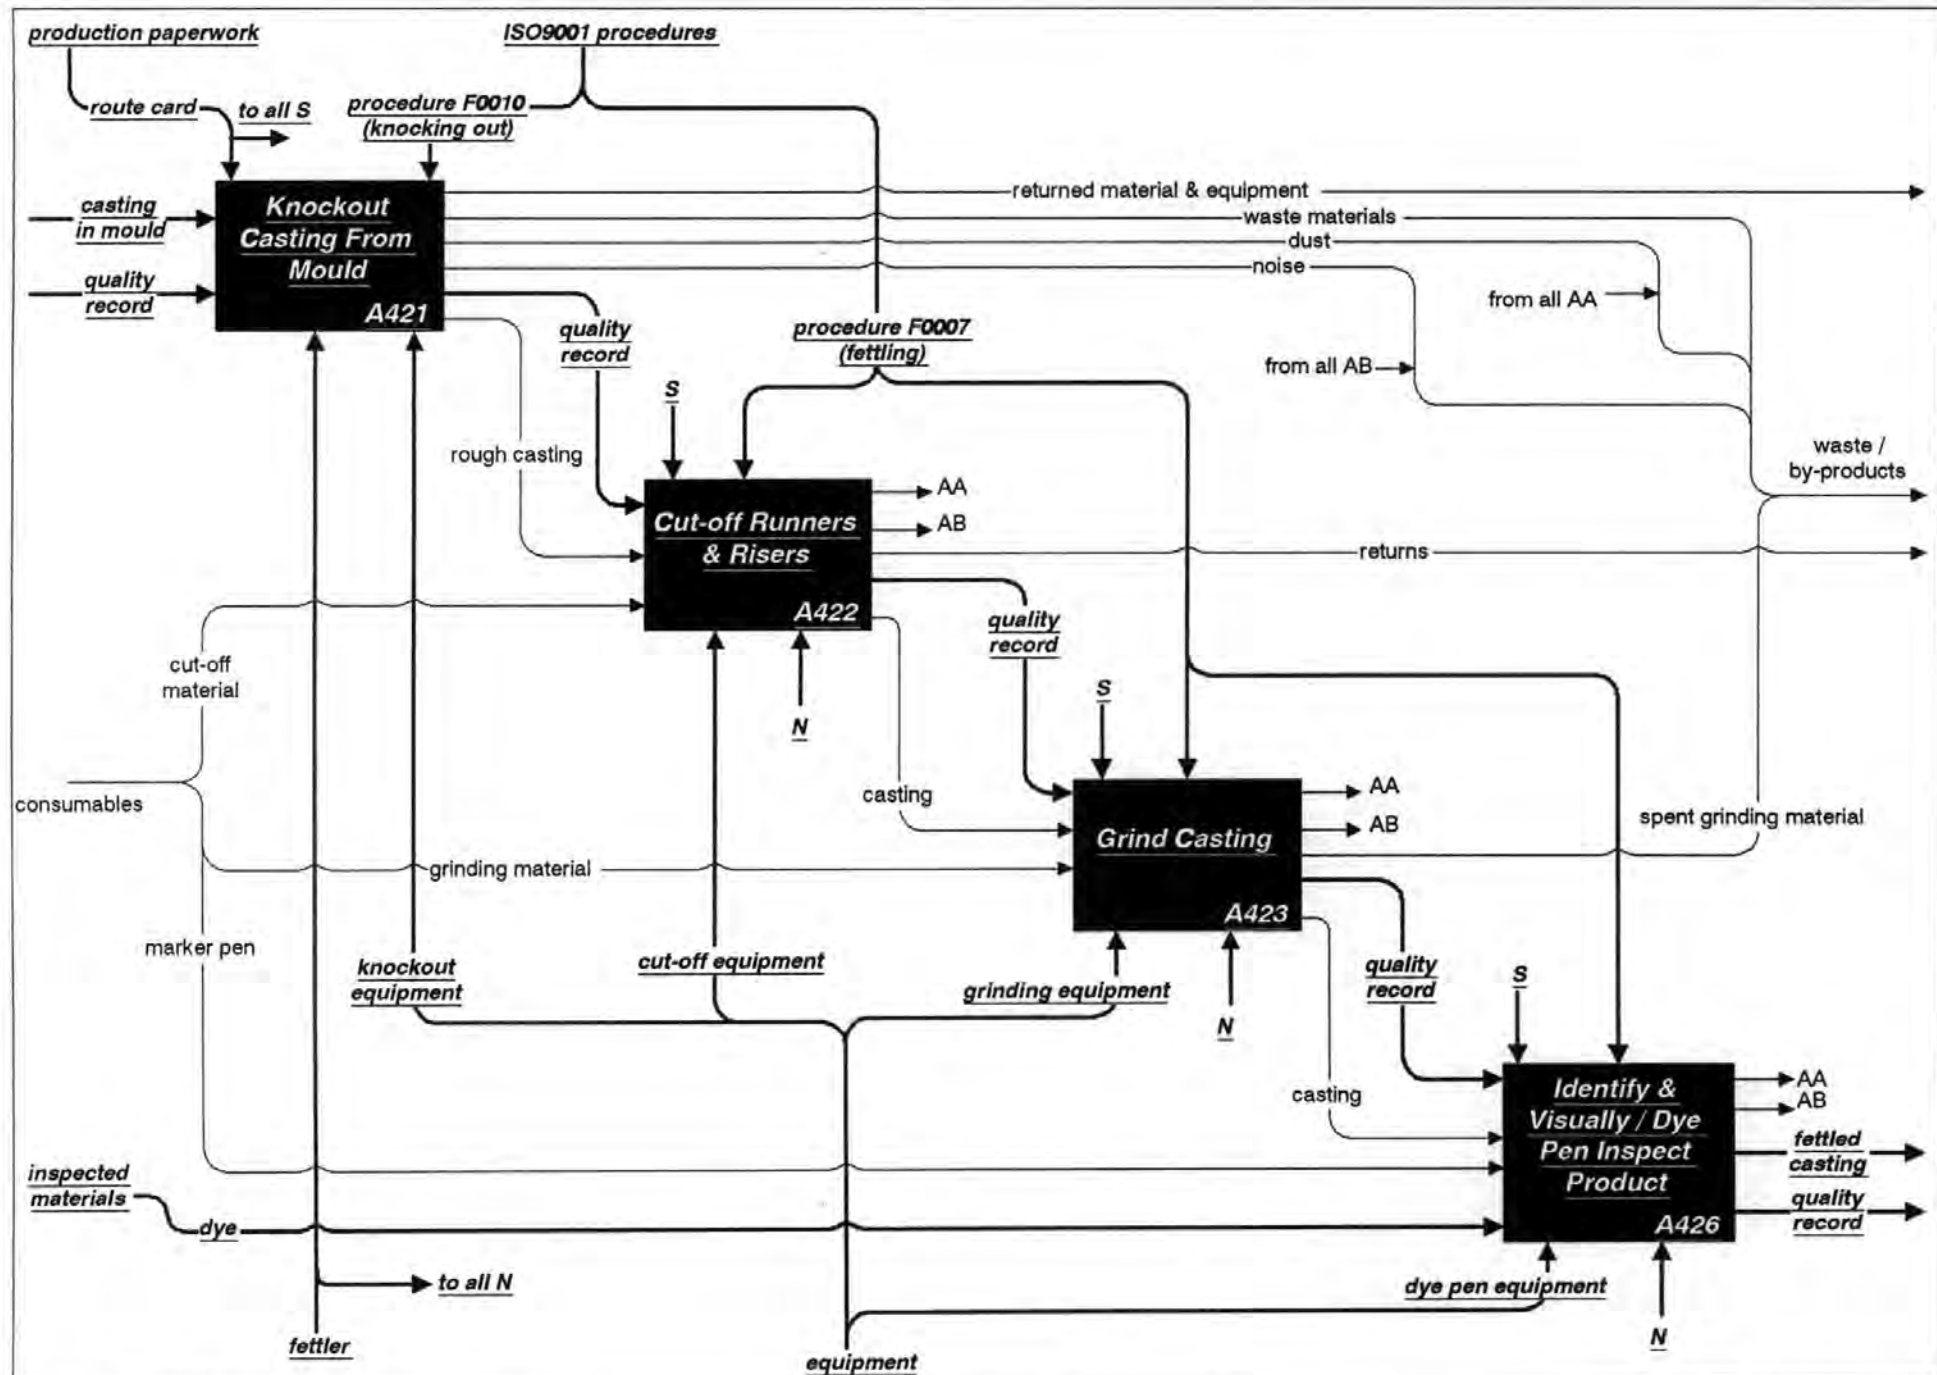 production paperwork
ISO9001 procedures
route card
to all S
procedure F0010
(knocking out)
casting
in mould
quality
record
Knockout
Casting From
Mould
A421
returned material & equipment
waste materials
dust
noise
from all AA
from all AB
quality
record
procedure F0007
(fettling)
S
rough casting
waste /
by-products
Cut-off Runners
& Risers
A422
AA
AB
returns
cut-off
material
quality
record
N
S
consumables
casting
Grind Casting
A423
AA
AB
spent grinding material
grinding material
marker pen
knockout
equipment
cut-off equipment
grinding equipment
N
quality
record
S
casting
Identify &
Visually / Dye
Pen Inspect
Product
A426
AA
AB
fettled
casting
quality
record
inspected
materials
dye
to all N
dye pen equipment
N
fettler
equipment